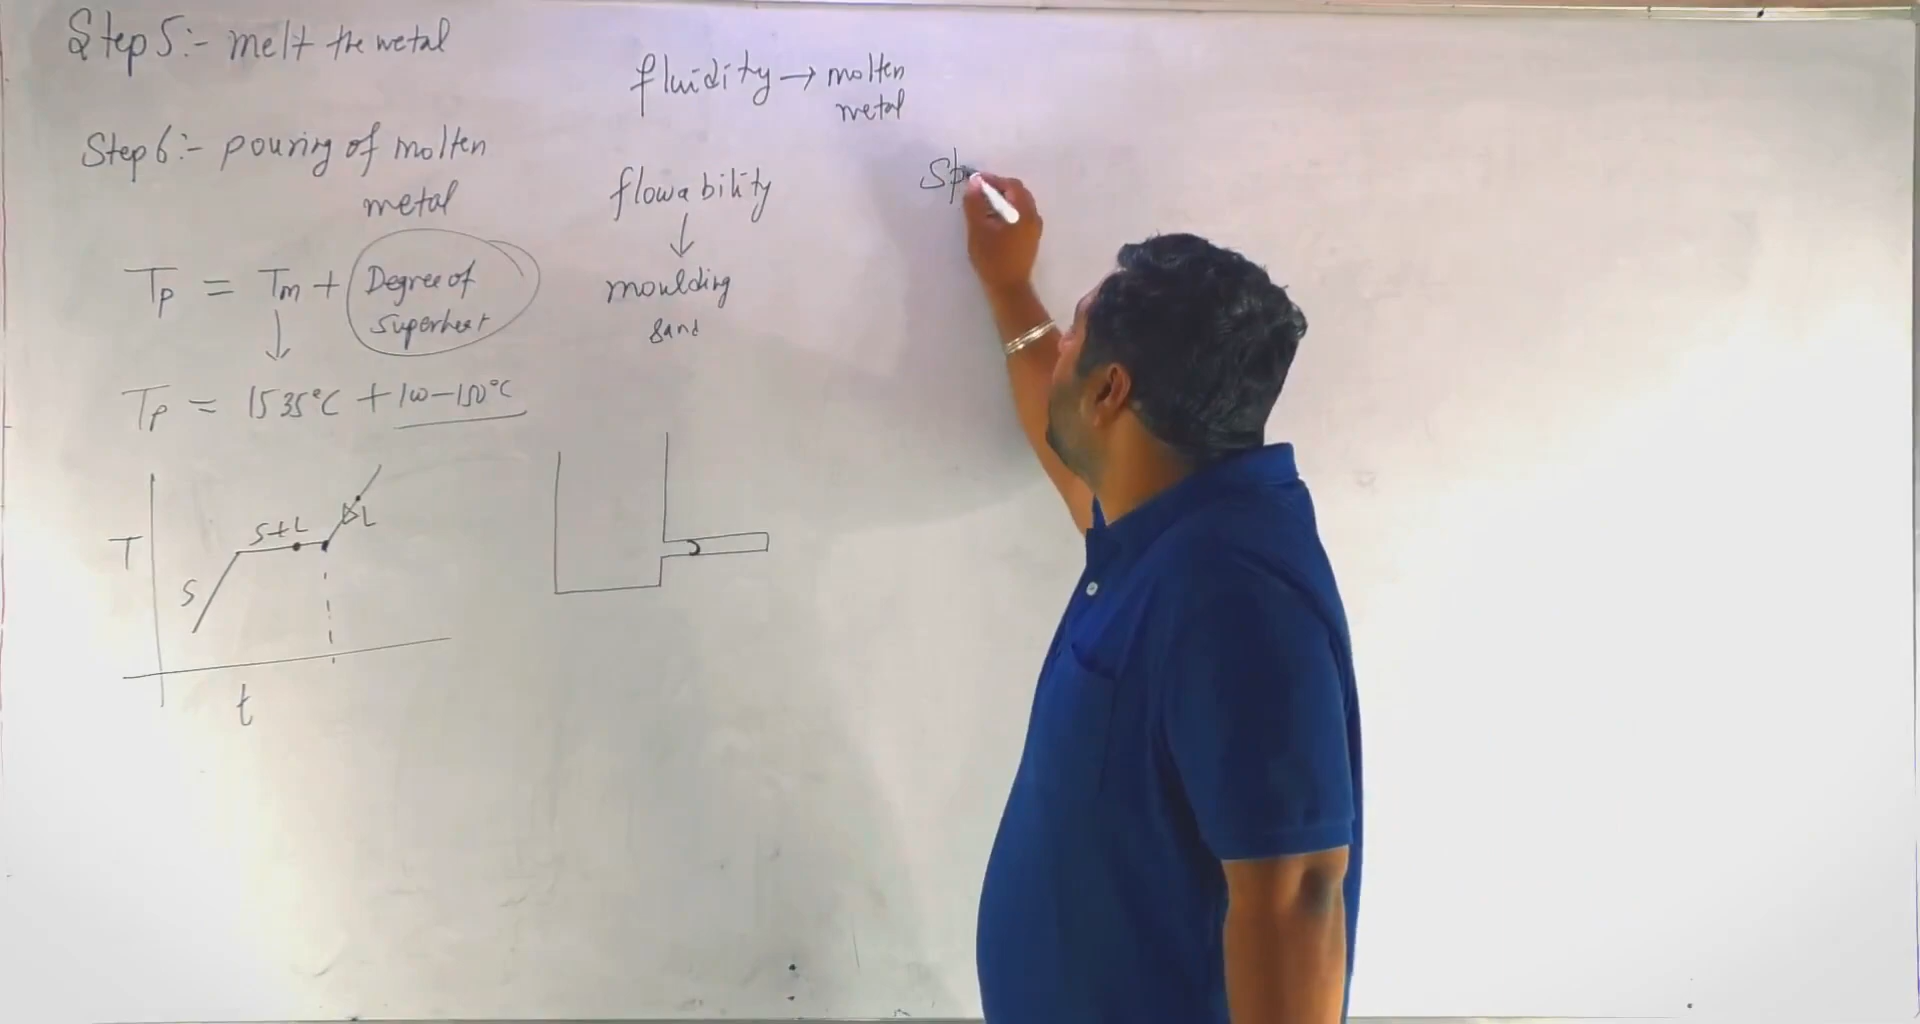 Step 5:- melt the metal
Step 6:- pouring of molten
metal
Tp = Tm + Degree of
superheat
Tp = 1535°C + 100-150°C
T
S
S+L
L
t
fluidity → molten
metal
flowability
↓
moulding
sand
Sp